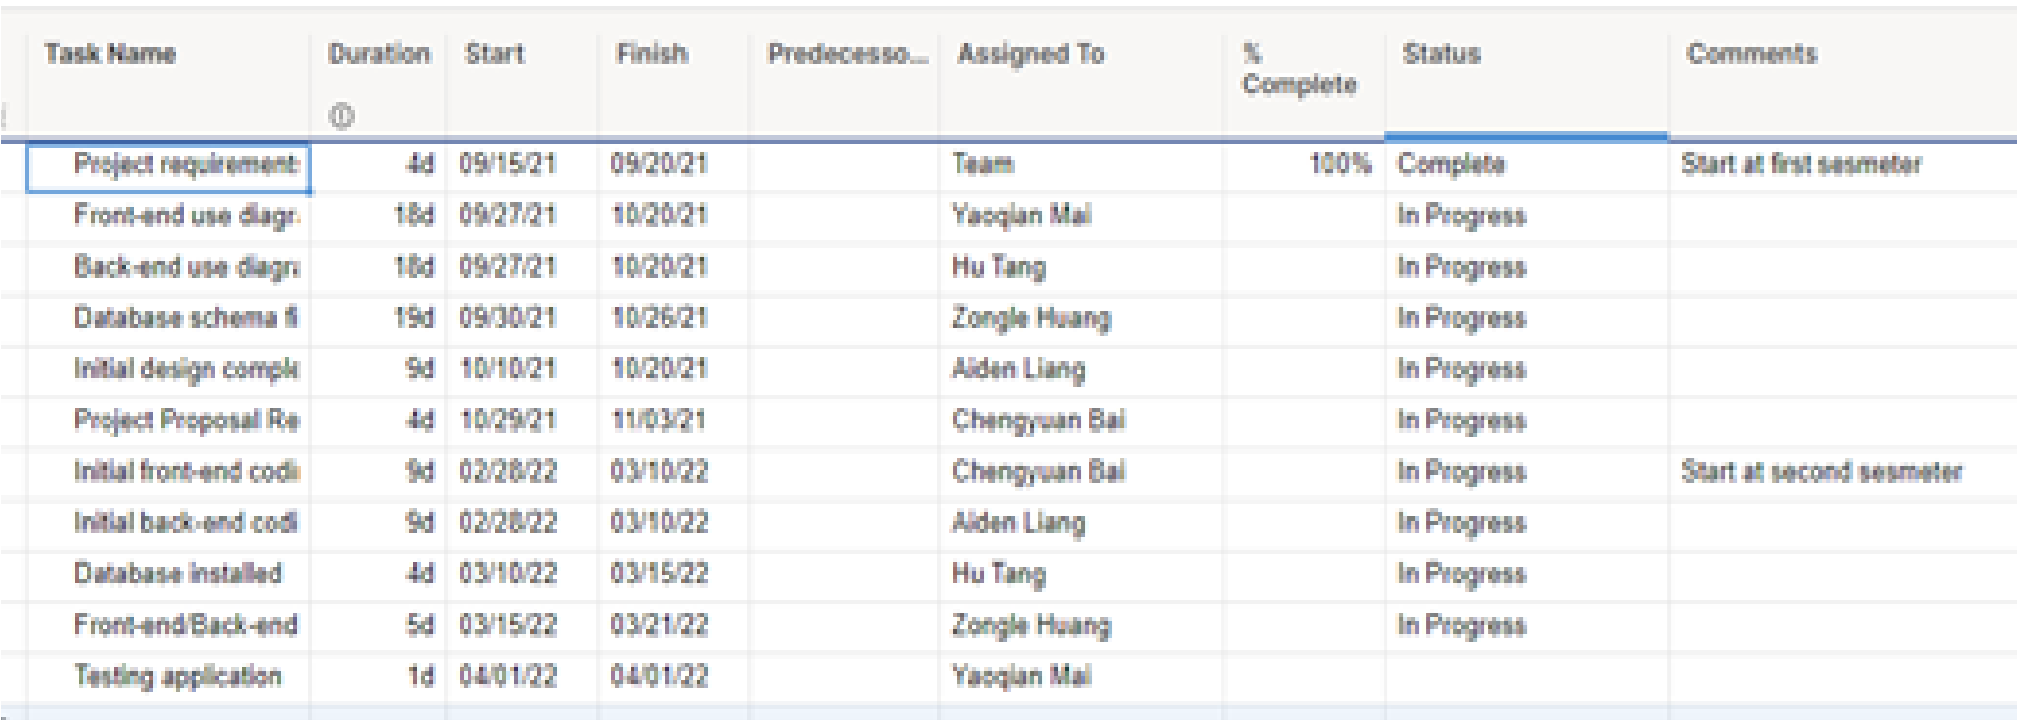 Task Name Duration Start Finish Predecesso... Assigned To % Complete Status Comments
Project requirement 4d 09/15/21 09/20/21 Team 100% Complete Start at first sesmeter
Front-end use diagr 18d 09/27/21 10/20/21 Yaoqian Mai In Progress
Back-end use diagr 18d 09/27/21 10/20/21 Hu Tang In Progress
Database schema fi 19d 09/30/21 10/26/21 Zongle Huang In Progress
Initial design comple 9d 10/10/21 10/20/21 Aiden Liang In Progress
Project Proposal Re 4d 10/29/21 11/03/21 Chengyuan Bai In Progress
Initial front-end codi 9d 02/28/22 03/10/22 Chengyuan Bai In Progress Start at second sesmeter
Initial back-end codi 9d 02/28/22 03/10/22 Aiden Liang In Progress
Database installed 4d 03/10/22 03/15/22 Hu Tang In Progress
Front-end/Back-end 5d 03/15/22 03/21/22 Zongle Huang In Progress
Testing application 1d 04/01/22 04/01/22 Yaoqian Mai